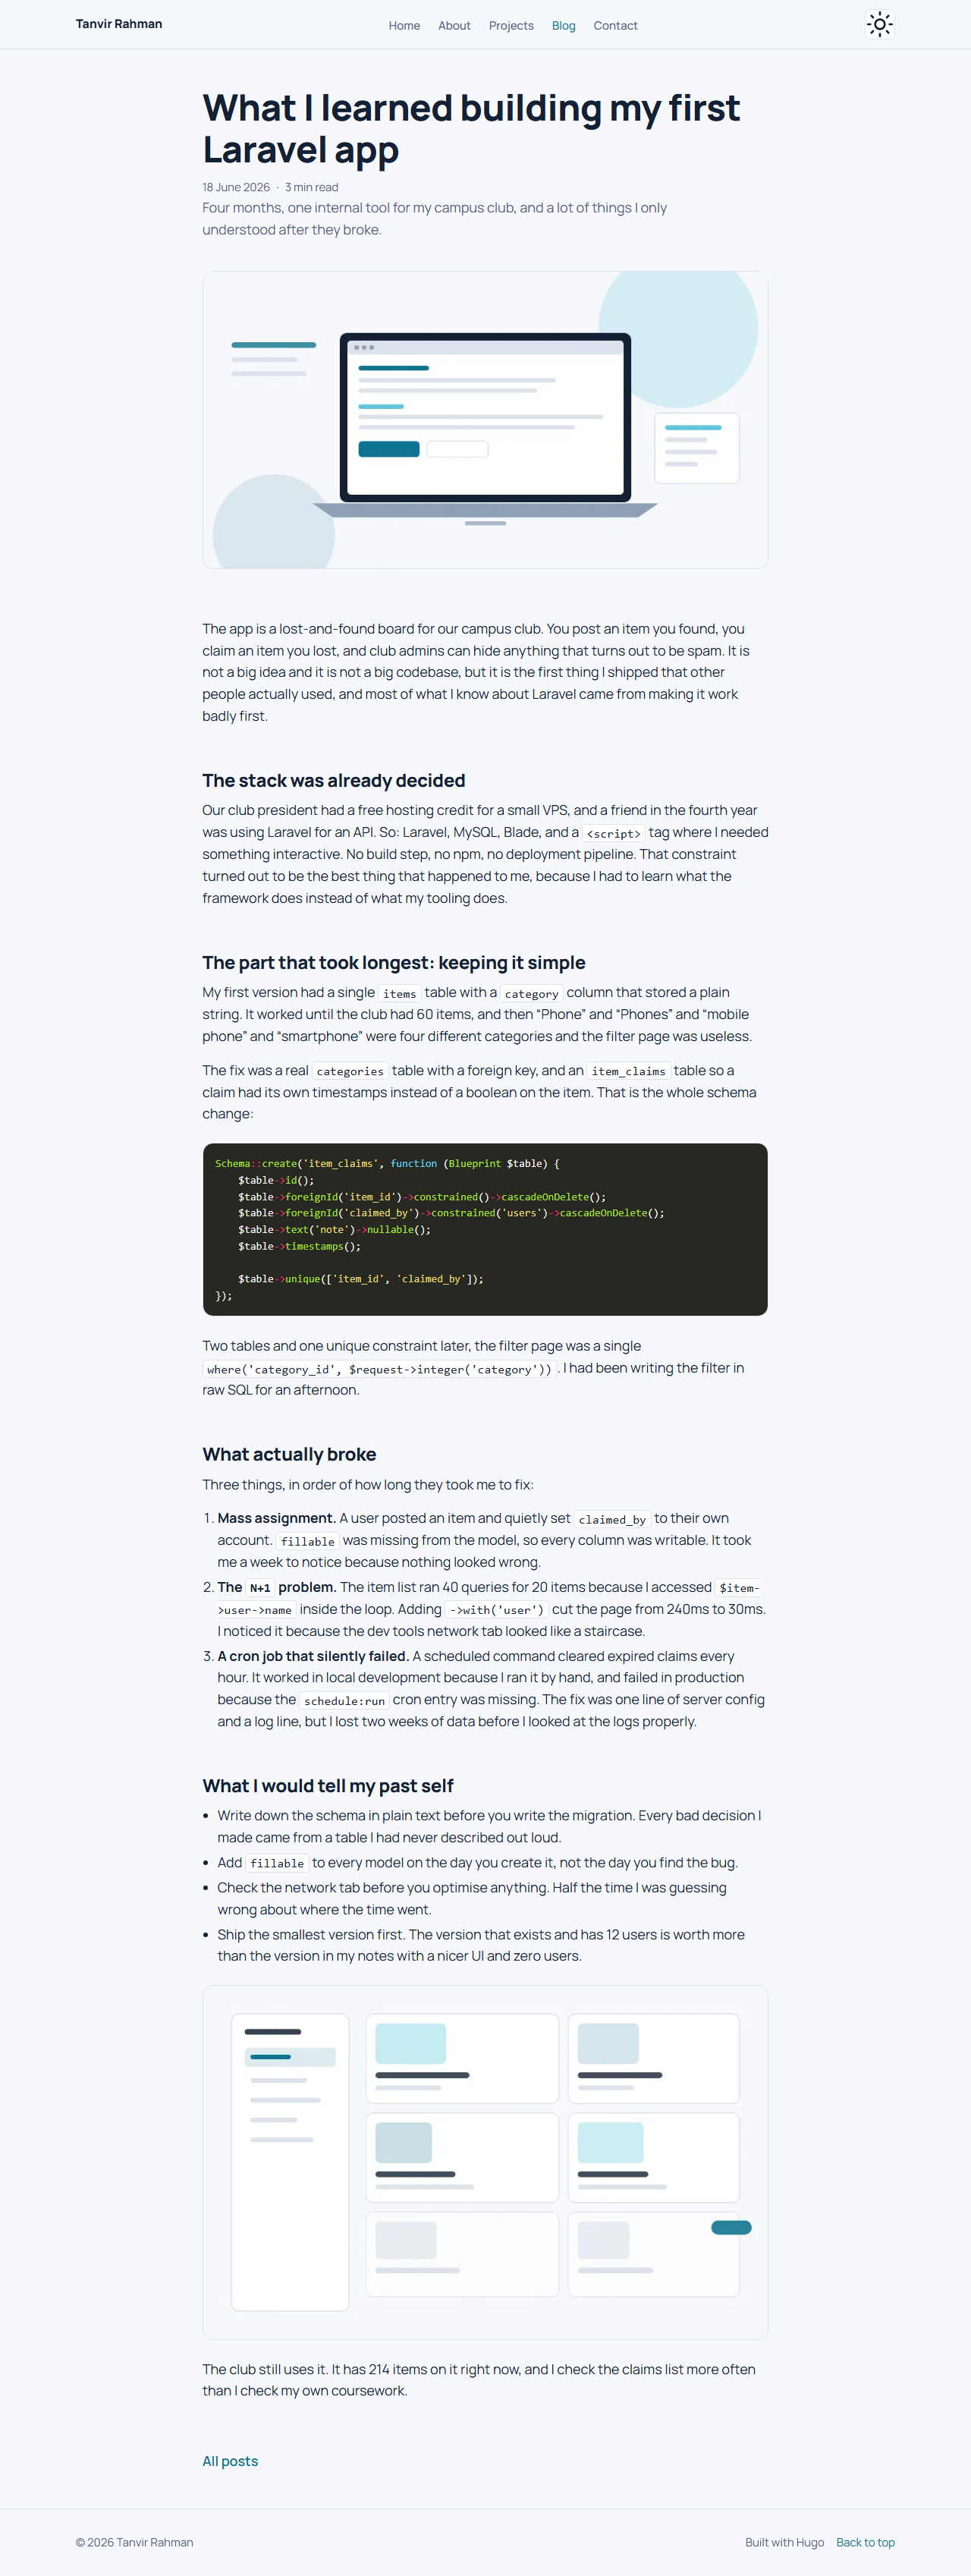 Tanvir Rahman
Home About Projects Blog Contact
What I learned building my first
Laravel app
18 June 2026 · 3 min read
Four months, one internal tool for my campus club, and a lot of things I only
understood after they broke.
The app is a lost-and-found board for our campus club. You post an item you found, you
claim an item you lost, and club admins can hide anything that turns out to be spam. It is
not a big idea and it is not a big codebase, but it is the first thing I shipped that other
people actually used, and most of what I know about Laravel came from making it work
badly first.
The stack was already decided
Our club president had a free hosting credit for a small VPS, and a friend in the fourth year
was using Laravel for an API. So: Laravel, MySQL, Blade, and a <script> tag where I needed
something interactive. No build step, no npm, no deployment pipeline. That constraint
turned out to be the best thing that happened to me, because I had to learn what the
framework does instead of what my tooling does.
The part that took longest: keeping it simple
My first version had a single items table with a category column that stored a plain
string. It worked until the club had 60 items, and then “Phone” and “Phones” and “mobile
phone” and “smartphone” were four different categories and the filter page was useless.
The fix was a real categories table with a foreign key, and an item_claims table so a
claim had its own timestamps instead of a boolean on the item. That is the whole schema
change:
Schema::create('item_claims', function (Blueprint $table) {
    $table->id();
    $table->foreignId('item_id')->constrained()->cascadeOnDelete();
    $table->foreignId('claimed_by')->constrained('users')->cascadeOnDelete();
    $table->text('note')->nullable();
    $table->timestamps();
    $table->unique(['item_id', 'claimed_by']);
});
Two tables and one unique constraint later, the filter page was a single
where('category_id', $request->integer('category')). I had been writing the filter in
raw SQL for an afternoon.
What actually broke
Three things, in order of how long they took me to fix:
1. Mass assignment. A user posted an item and quietly set claimed_by to their own
account. fillable was missing from the model, so every column was writable. It took
me a week to notice because nothing looked wrong.
2. The N+1 problem. The item list ran 40 queries for 20 items because I accessed $item-
>user->name inside the loop. Adding ->with('user') cut the page from 240ms to 30ms.
I noticed it because the dev tools network tab looked like a staircase.
3. A cron job that silently failed. A scheduled command cleared expired claims every
hour. It worked in local development because I ran it by hand, and failed in production
because the schedule:run cron entry was missing. The fix was one line of server config
and a log line, but I lost two weeks of data before I looked at the logs properly.
What I would tell my past self
• Write down the schema in plain text before you write the migration. Every bad decision I
made came from a table I had never described out loud.
• Add fillable to every model on the day you create it, not the day you find the bug.
• Check the network tab before you optimise anything. Half the time I was guessing
wrong about where the time went.
• Ship the smallest version first. The version that exists and has 12 users is worth more
than the version in my notes with a nicer UI and zero users.
The club still uses it. It has 214 items on it right now, and I check the claims list more often
than I check my own coursework.
All posts
© 2026 Tanvir Rahman
Built with Hugo Back to top